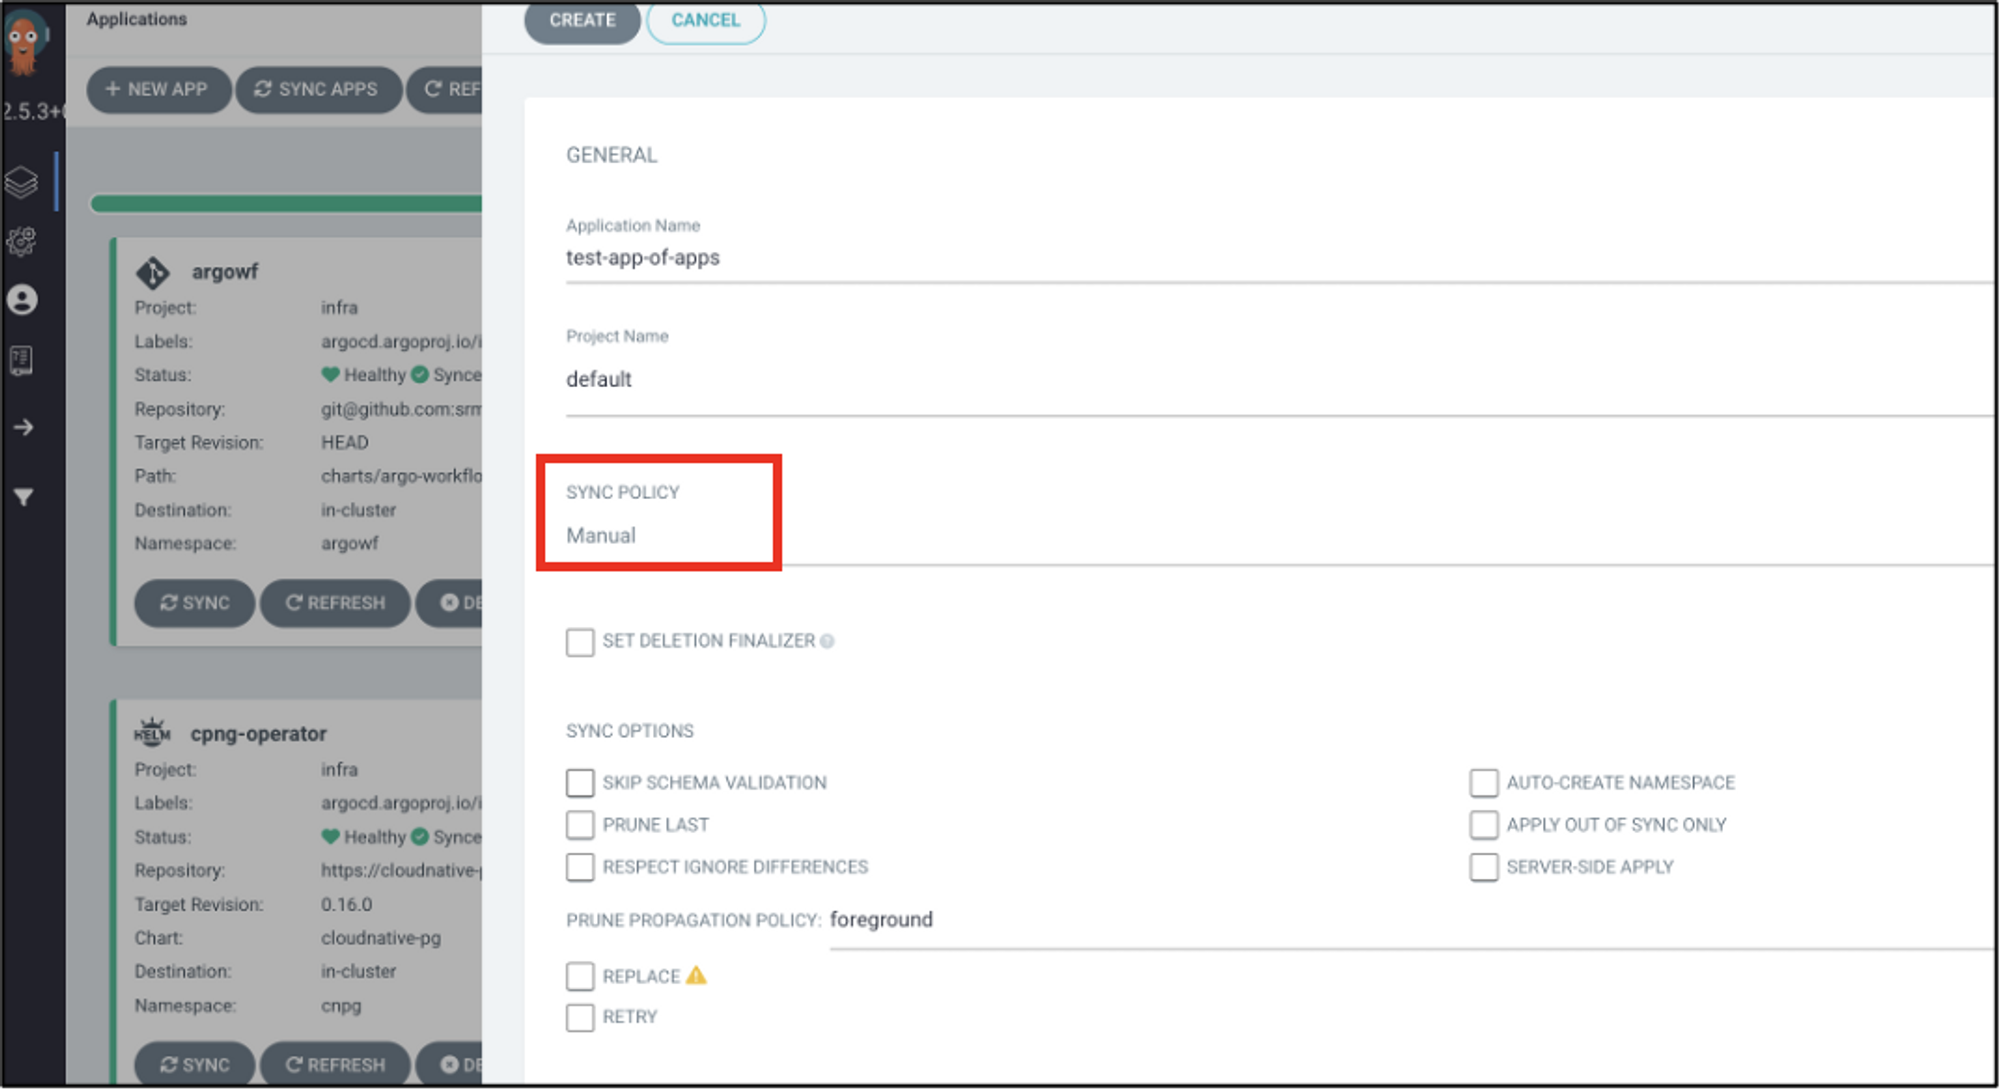 Applications
+ NEW APP
SYNC APPS
REF
2.5.3+
argowf
Project: infra
Labels: argocd.argoproj.io/i
Status: Healthy Synce
Repository: git@github.com:srm
Target Revision: HEAD
Path: charts/argo-workflo
Destination: in-cluster
Namespace: argowf
SYNC
REFRESH
DE
HELM
cpng-operator
Project: infra
Labels: argocd.argoproj.io/i
Status: Healthy Synce
Repository: https://cloudnative-p
Target Revision: 0.16.0
Chart: cloudnative-pg
Destination: in-cluster
Namespace: cnpg
SYNC
REFRESH
DE
CREATE
CANCEL
GENERAL
Application Name
test-app-of-apps
Project Name
default
SYNC POLICY
Manual
SET DELETION FINALIZER
SYNC OPTIONS
SKIP SCHEMA VALIDATION
AUTO-CREATE NAMESPACE
PRUNE LAST
APPLY OUT OF SYNC ONLY
RESPECT IGNORE DIFFERENCES
SERVER-SIDE APPLY
PRUNE PROPAGATION POLICY: foreground
REPLACE
RETRY